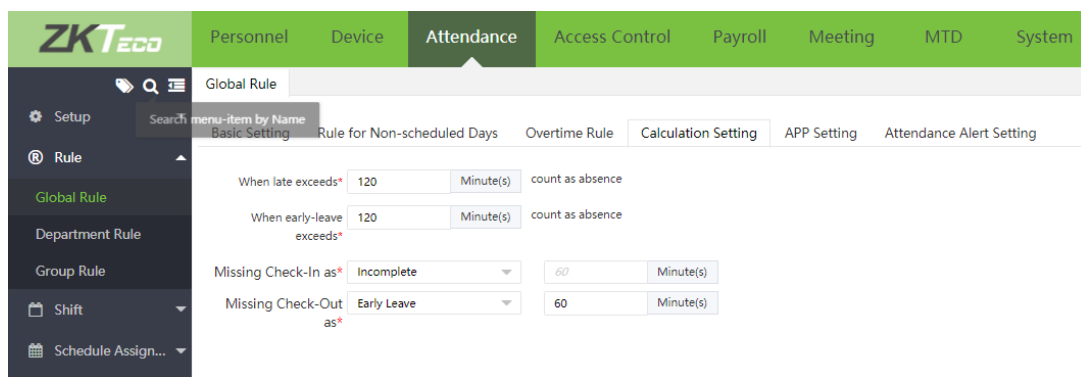 ZKTECO
Personnel Device Attendance Access Control Payroll Meeting MTD System
Global Rule
Setup
Search menu-item by Name
Basic Setting Rule for Non-scheduled Days Overtime Rule Calculation Setting APP Setting Attendance Alert Setting
Rule
Global Rule
Department Rule
Group Rule
Shift
Schedule Assign...
When late exceeds* 120 Minute(s) count as absence
When early-leave exceeds* 120 Minute(s) count as absence
Missing Check-In as* Incomplete 60 Minute(s)
Missing Check-Out as* Early Leave 60 Minute(s)